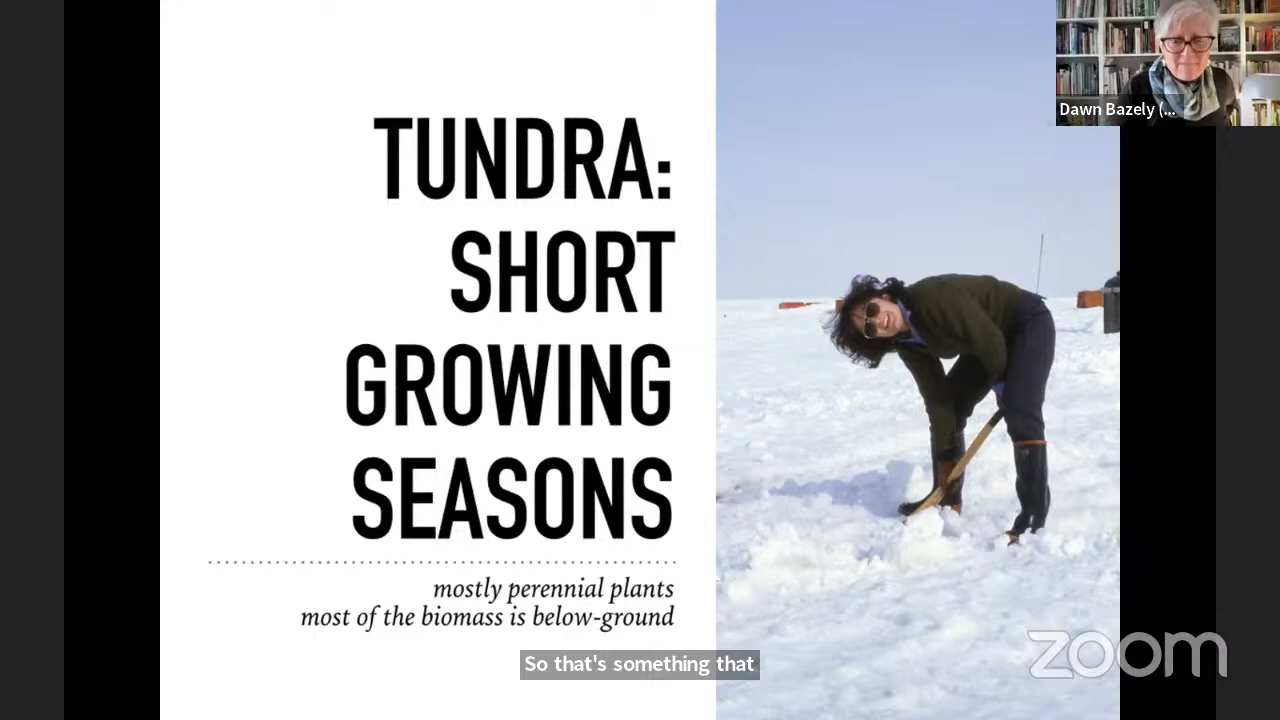 TUNDRA:
SHORT
GROWING
SEASONS
mostly perennial plants
most of the biomass is below-ground
So that's something that
Dawn Bazely (...
zoom